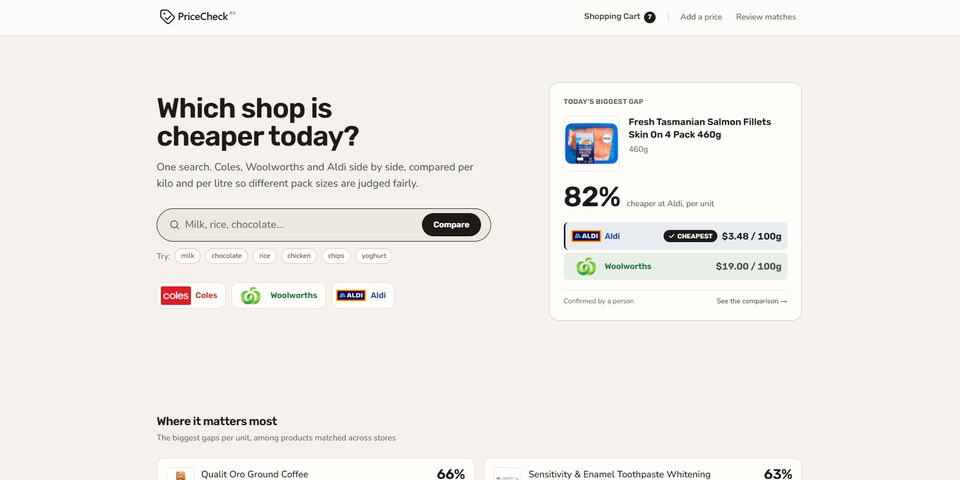 PriceCheck AU
Shopping Cart 7
Add a price
Review matches
Which shop is
cheaper today?
One search. Coles, Woolworths and Aldi side by side, compared per
kilo and per litre so different pack sizes are judged fairly.
Milk, rice, chocolate...
Compare
Try:
milk
chocolate
rice
chicken
chips
yoghurt
coles Coles
Woolworths
ALDI Aldi
TODAY'S BIGGEST GAP
Fresh Tasmanian Salmon Fillets
Skin On 4 Pack 460g
460g
82% cheaper at Aldi, per unit
ALDI Aldi ✓ CHEAPEST $3.48 / 100g
Woolworths $19.00 / 100g
Confirmed by a person
See the comparison →
Where it matters most
The biggest gaps per unit, among products matched across stores
Qualit Oro Ground Coffee 66%
Sensitivity & Enamel Toothpaste Whitening 63%